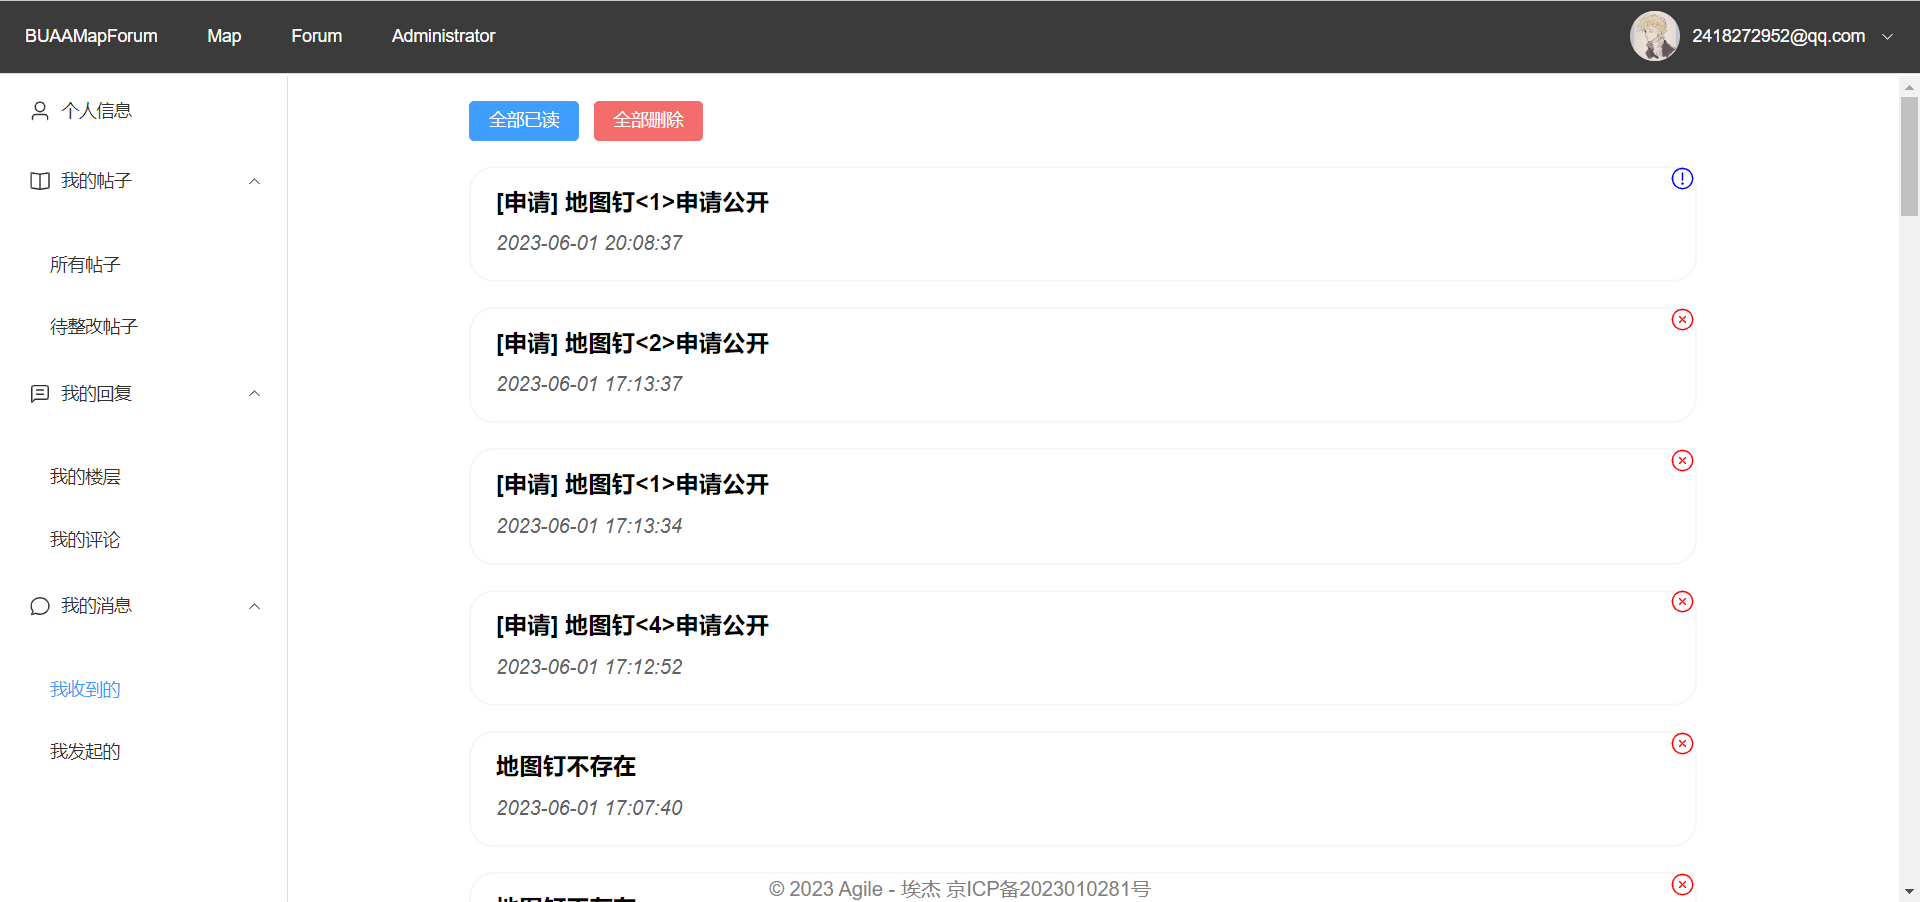 BUAAMapForum Map Forum Administrator 2418272952@qq.com
个人信息
我的帖子
所有帖子
待整改帖子
我的回复
我的楼层
我的评论
我的消息
我收到的
我发起的
全部已读 全部删除
[申请] 地图钉<1>申请公开
2023-06-01 20:08:37
[申请] 地图钉<2>申请公开
2023-06-01 17:13:37
[申请] 地图钉<1>申请公开
2023-06-01 17:13:34
[申请] 地图钉<4>申请公开
2023-06-01 17:12:52
地图钉不存在
2023-06-01 17:07:40
地图钉不存在
© 2023 Agile - 埃杰 京ICP备2023010281号